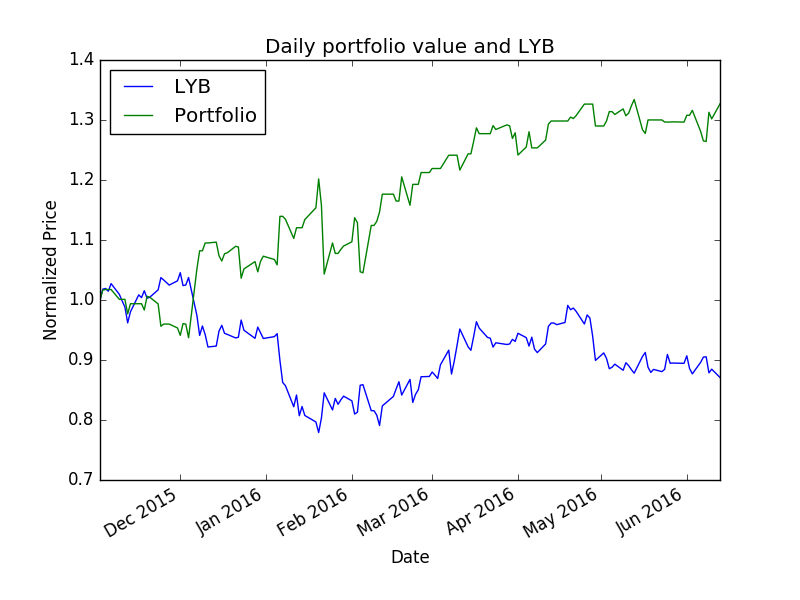 Daily portfolio value and LYB
LYB
Portfolio
1.4
1.3
1.2
1.1
1.0
0.9
0.8
0.7
Normalized Price
Dec 2015
Jan 2016
Feb 2016
Mar 2016
Apr 2016
May 2016
Jun 2016
Date